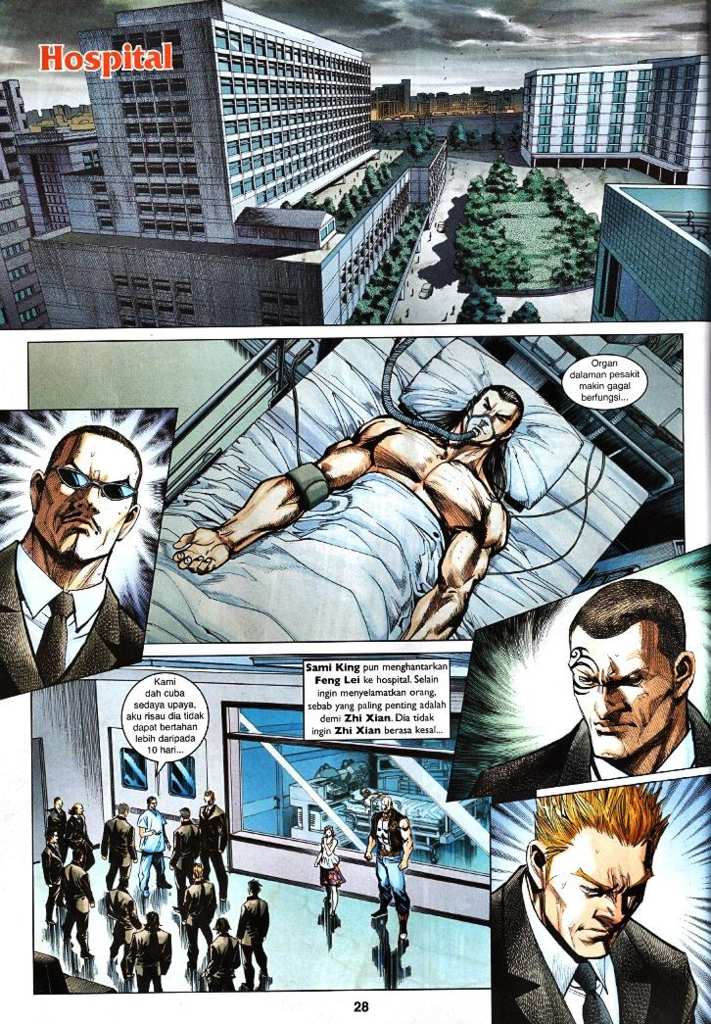 Hospital
Organ
dalaman pesakit
makin gagal
berfungsi...
Kami
dah cuba
sedaya upaya,
aku risau dia tidak
dapat bertahan
lebih daripada
10 hari...
Sami King pun menghantarkan
Feng Lei ke hospital. Selain
ingin menyelamatkan orang,
sebab yang paling penting adalah
demi Zhi Xian. Dia tidak
ingin Zhi Xian berasa kesal...
28